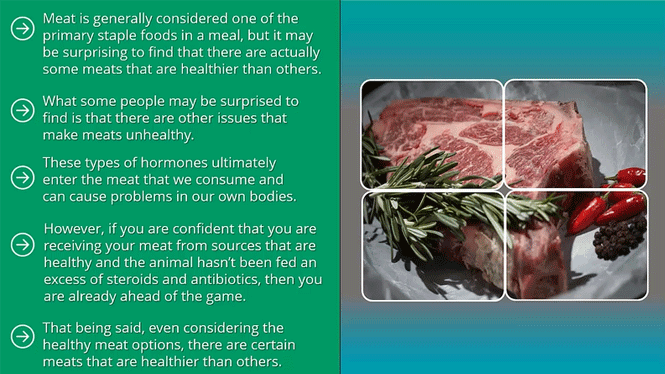 Meat is generally considered one of the
primary staple foods in a meal, but it may
be surprising to find that there are actually
some meats that are healthier than others.
What some people may be surprised to
find is that there are other issues that
make meats unhealthy.
These types of hormones ultimately
enter the meat that we consume and
can cause problems in our own bodies.
However, if you are confident that you are
receiving your meat from sources that are
healthy and the animal hasn't been fed an
excess of steroids and antibiotics, then you
are already ahead of the game.
That being said, even considering the
healthy meat options, there are certain
meats that are healthier than others.